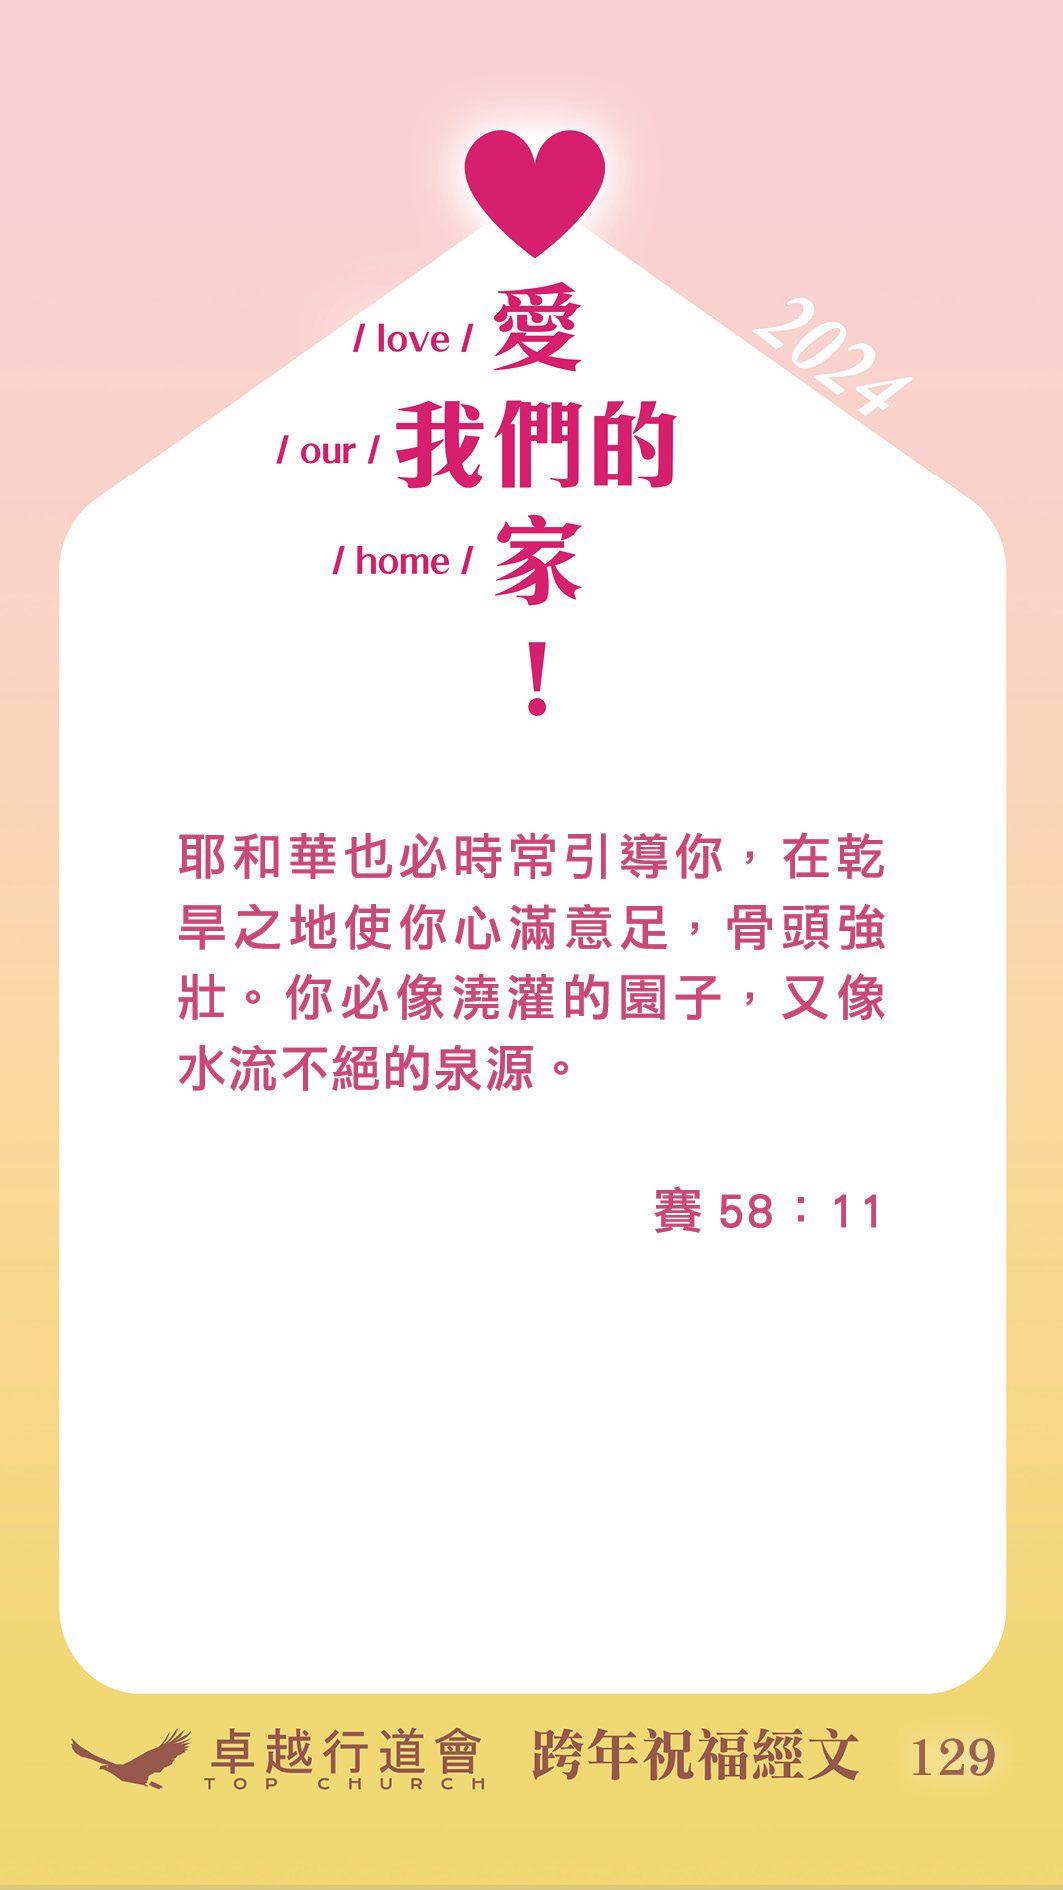 / love / 愛
2024
/ our / 我們的
/ home / 家
!
耶和華也必時常引導你，在乾
旱之地使你心滿意足，骨頭強
壯。你必像澆灌的園子，又像
水流不絕的泉源。
賽 58：11
卓越行道會 跨年祝福經文 129
TOP CHURCH